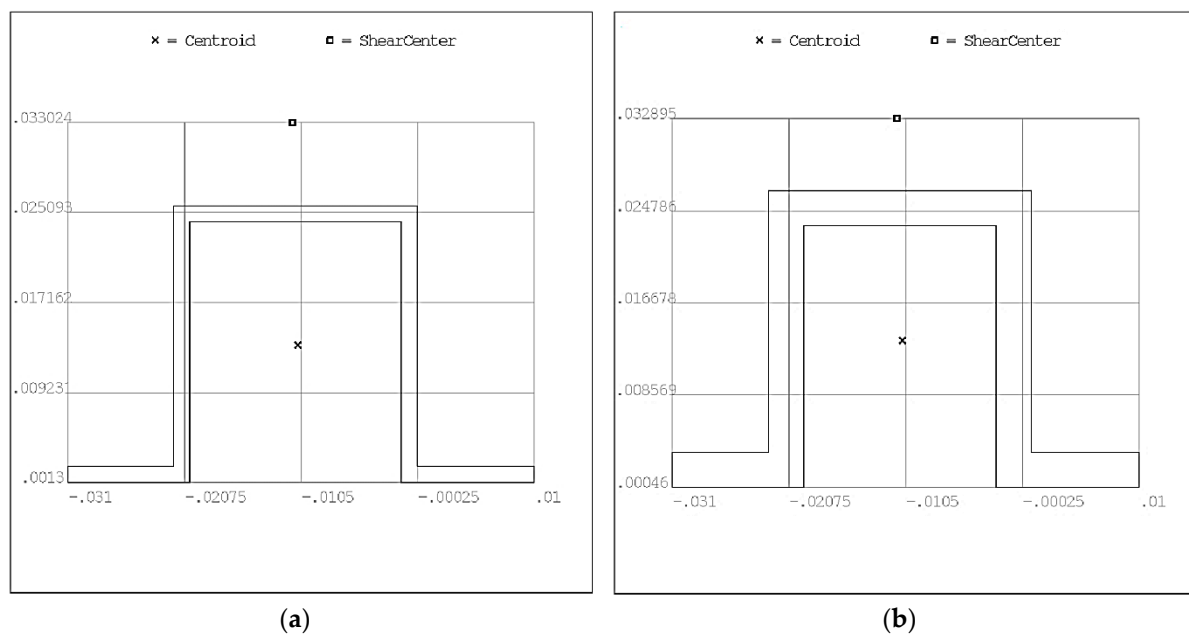 × = Centroid ▫ = ShearCenter
.033024
.025093
.017162
.009231
.0013
-.031 -.02075 -.0105 -.00025 .01
(a)
× = Centroid ▫ = ShearCenter
.032895
.024786
.016678
.008569
.00046
-.031 -.02075 -.0105 -.00025 .01
(b)